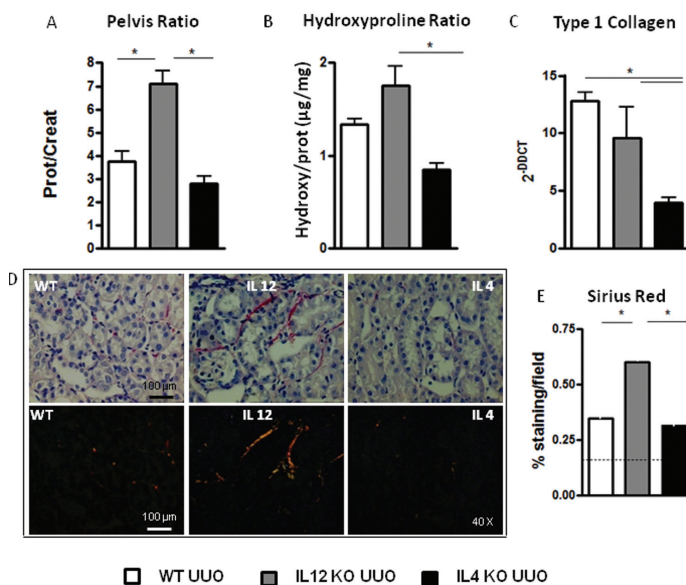 A Pelvis Ratio
B Hydroxyproline Ratio
C Type 1 Collagen
* *
Prot/Creat
8
7
6
5
4
3
2
1
0
*
Hydroxy/prot (µg/mg)
2
1
0
*
2-DDCT
15
10
5
0
D
WT
IL 12
IL 4
100 µm
WT
IL 12
IL 4
100 µm
40 X
E Sirius Red
* *
% staining/field
0.75
0.50
0.25
0.00
WT UUO
IL12 KO UUO
IL4 KO UUO